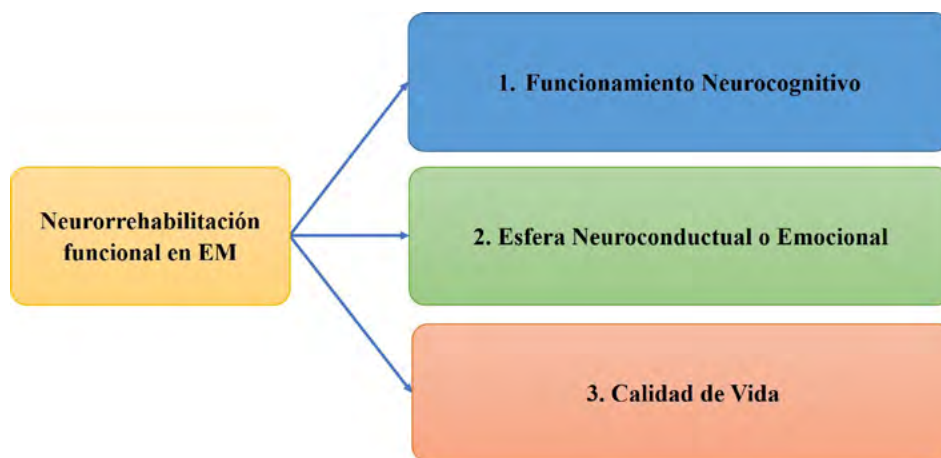 1. Funcionamiento Neurocognitivo
Neurorrehabilitación
funcional en EM
2. Esfera Neuroconductual o Emocional
3. Calidad de Vida